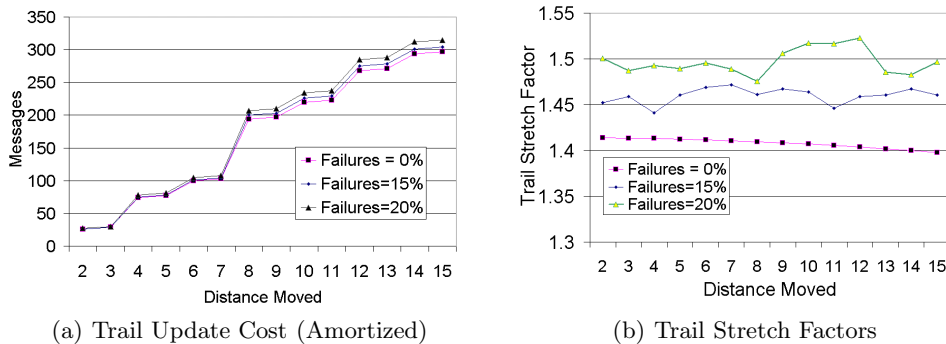 350
300
250
200
150
100
50
0
Messages
Failures = 0%
Failures=15%
Failures=20%
2 3 4 5 6 7 8 9 10 11 12 13 14 15
Distance Moved
(a) Trail Update Cost (Amortized)
1.6
1.55
1.5
1.45
1.4
1.35
1.3
Trail Stretch Factor
Failures = 0%
Failures=15%
Failures=20%
2 3 4 5 6 7 8 9 10 11 12 13 14 15
Distance Moved
(b) Trail Stretch Factors